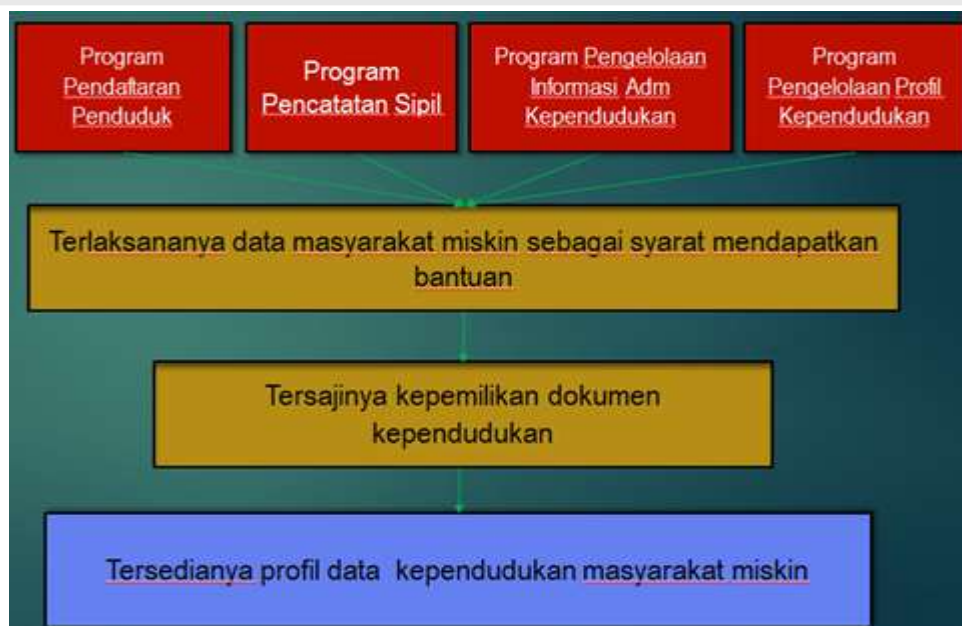 Program
Pendaftaran
Penduduk
Program
Pencatatan Sipil
Program Pengelolaan
Informasi Adm
Kependudukan
Program
Pengelolaan Profil
Kependudukan
Terlaksananya data masyarakat miskin sebagai syarat mendapatkan
bantuan
Tersajinya kepemilikan dokumen
kependudukan
Tersedianya profil data kependudukan masyarakat miskin